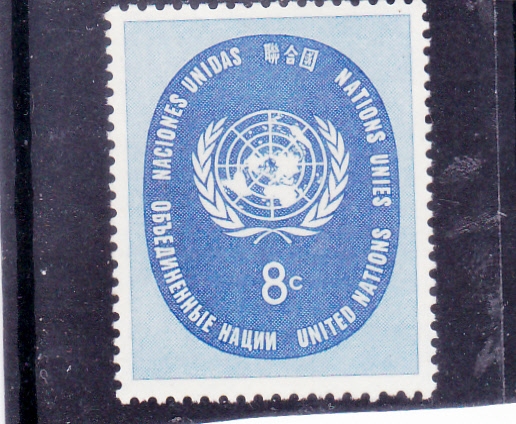 NACIONES UNIDAS
聯合國
NATIONS UNIES
ОБЪЕДИНЕННЫЕ НАЦИИ
UNITED NATIONS
8c